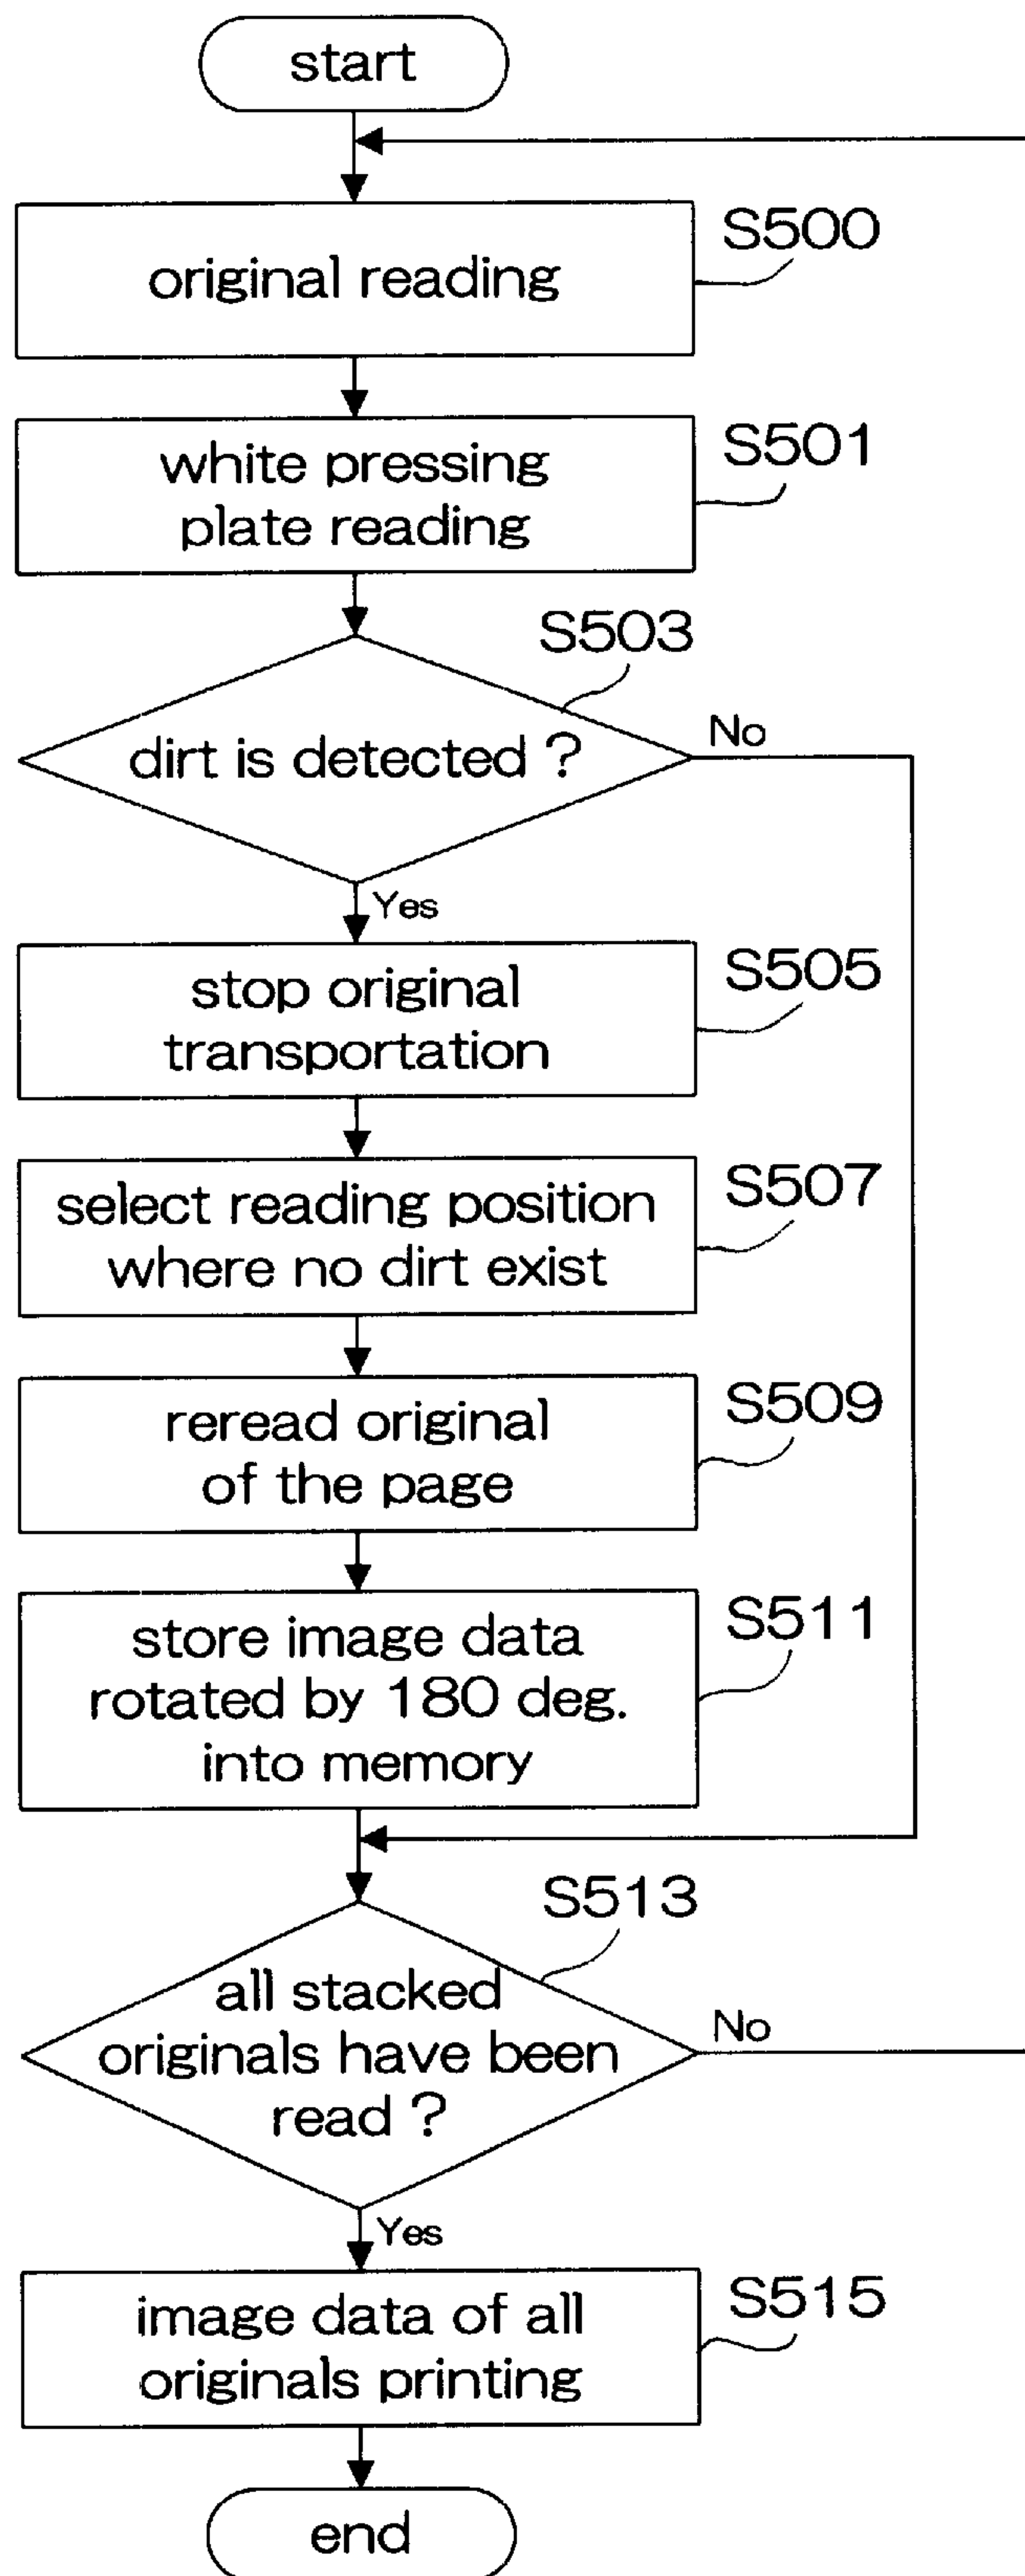 start
original reading
S500
white pressing
plate reading
S501
S503
dirt is detected ?
No
Yes
stop original
transportation
S505
select reading position
where no dirt exist
S507
reread original
of the page
S509
store image data
rotated by 180 deg.
into memory
S511
S513
all stacked
originals have been
read ?
No
Yes
image data of all
originals printing
S515
end